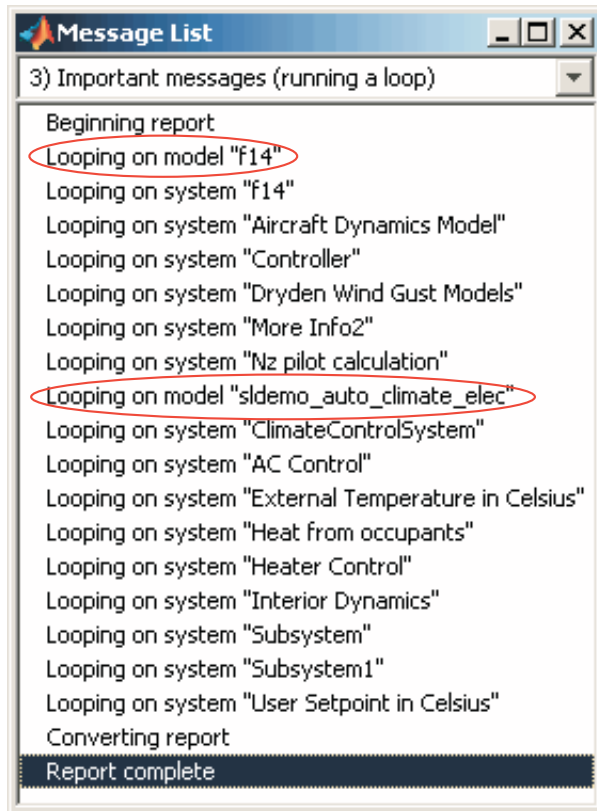 Message List
3) Important messages (running a loop)
Beginning report
Looping on model "f14"
Looping on system "f14"
Looping on system "Aircraft Dynamics Model"
Looping on system "Controller"
Looping on system "Dryden Wind Gust Models"
Looping on system "More Info2"
Looping on system "Nz pilot calculation"
Looping on model "sldemo_auto_climate_elec"
Looping on system "ClimateControlSystem"
Looping on system "AC Control"
Looping on system "External Temperature in Celsius"
Looping on system "Heat from occupants"
Looping on system "Heater Control"
Looping on system "Interior Dynamics"
Looping on system "Subsystem"
Looping on system "Subsystem1"
Looping on system "User Setpoint in Celsius"
Converting report
Report complete